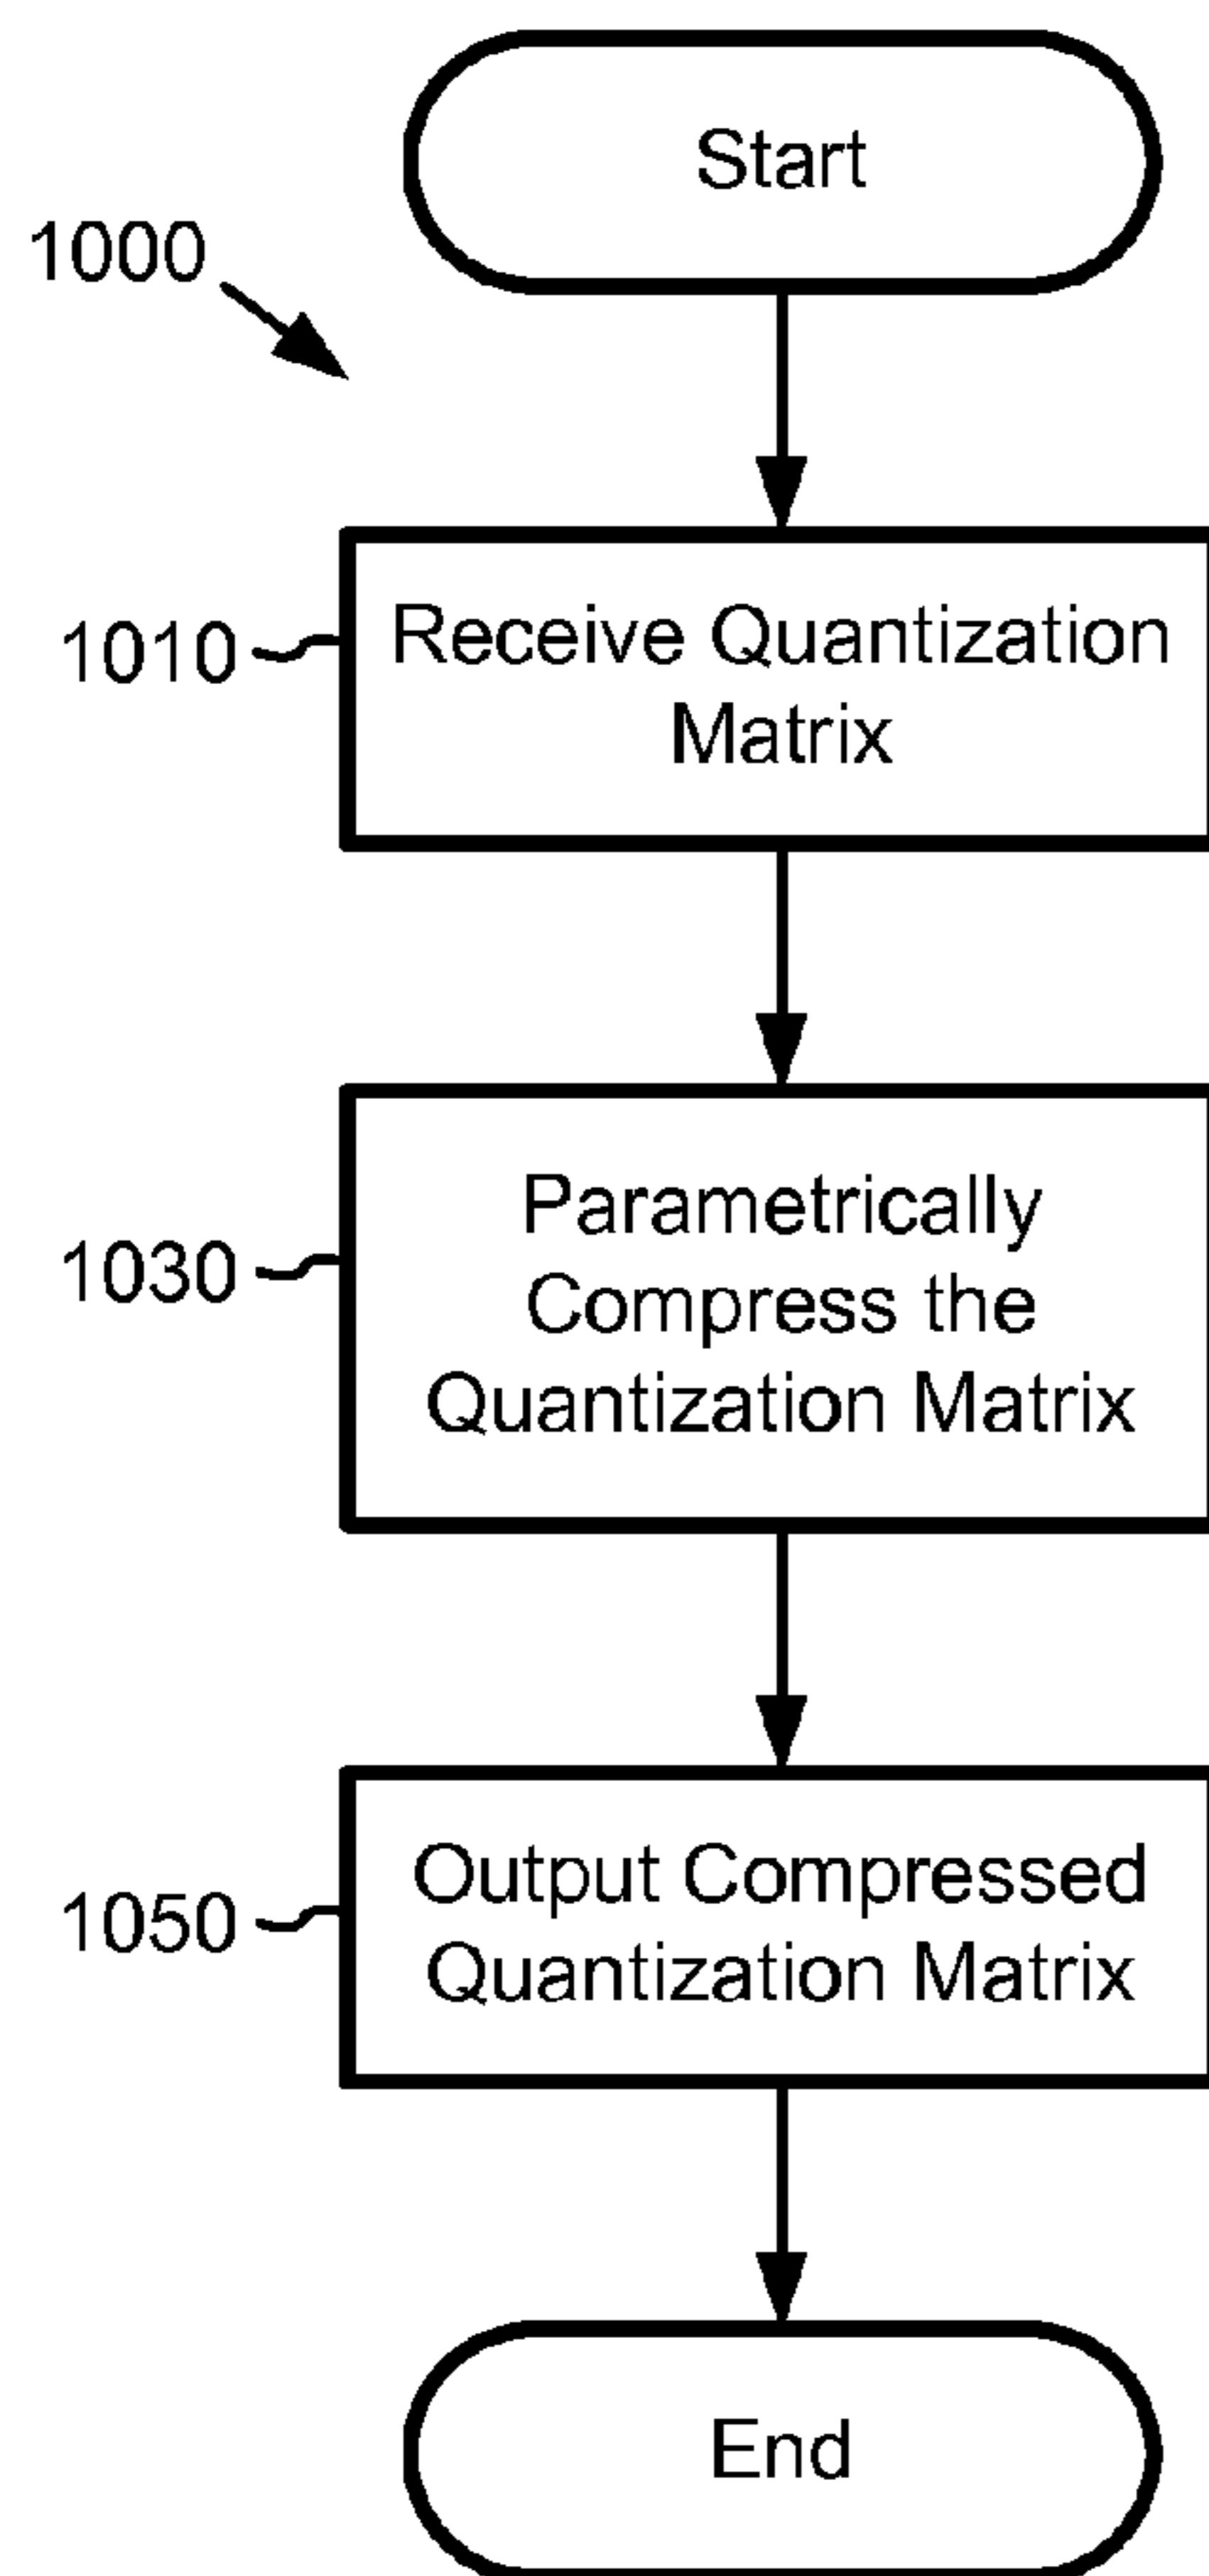 Start
1000
1010
Receive Quantization
Matrix
1030
Parametrically
Compress the
Quantization Matrix
1050
Output Compressed
Quantization Matrix
End